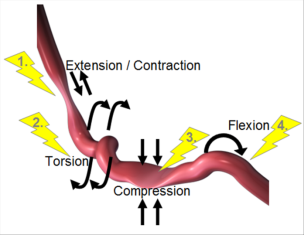 1.
Extension / Contraction
2.
3.
Flexion
4.
Torsion
Compression